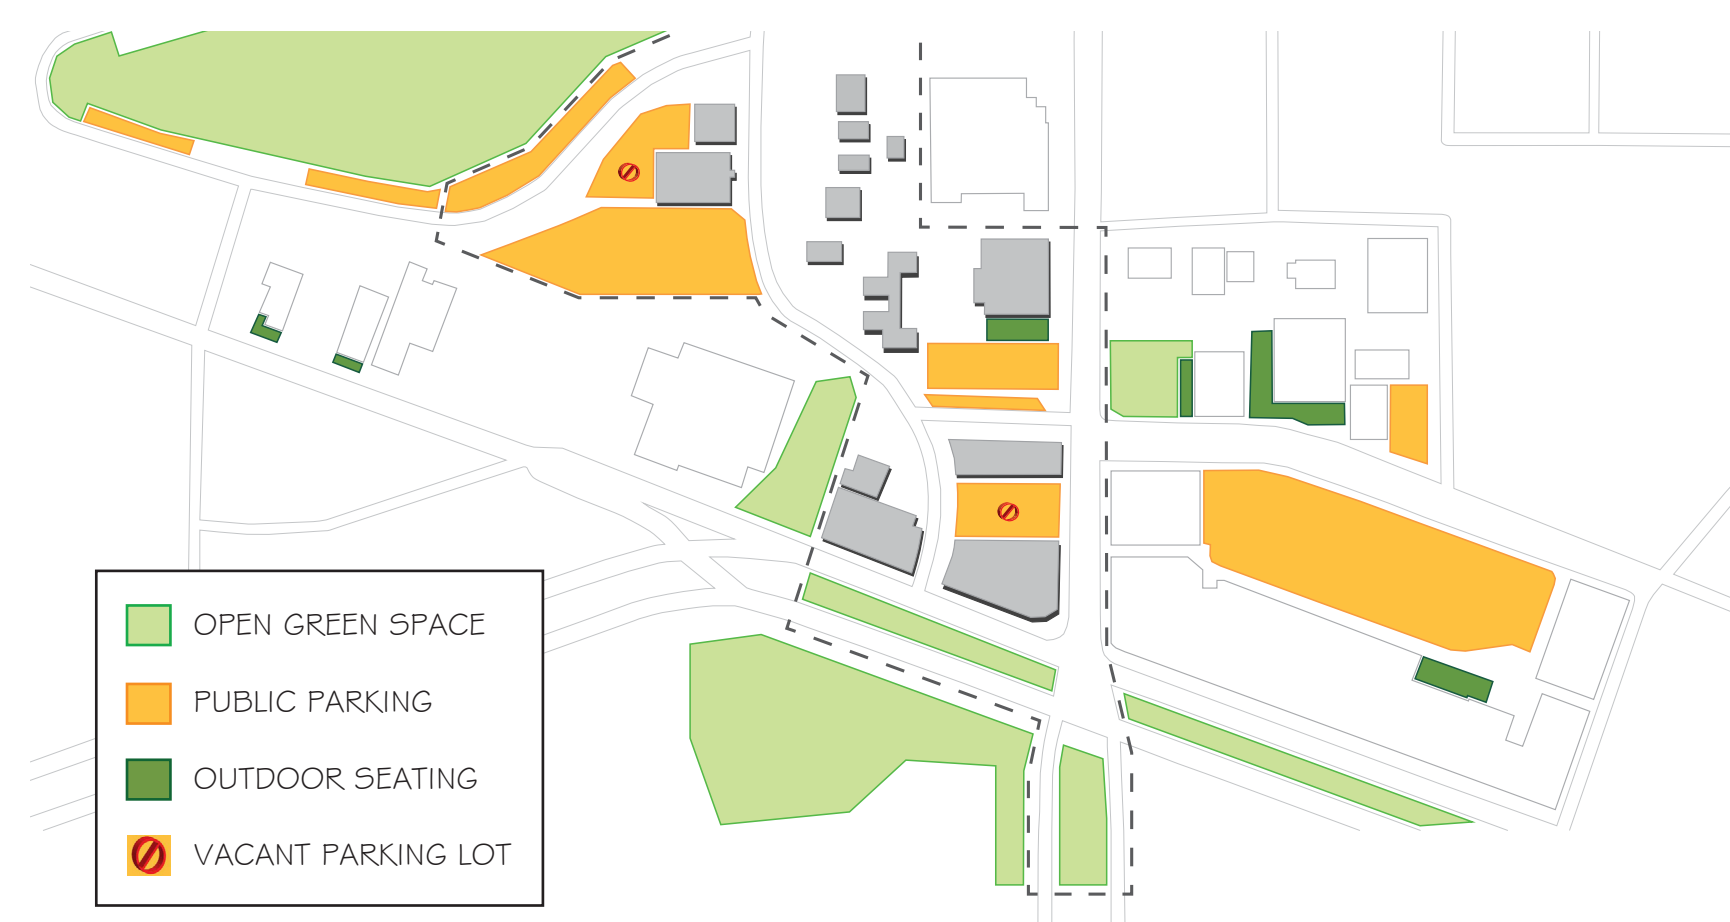 OPEN GREEN SPACE
PUBLIC PARKING
OUTDOOR SEATING
VACANT PARKING LOT